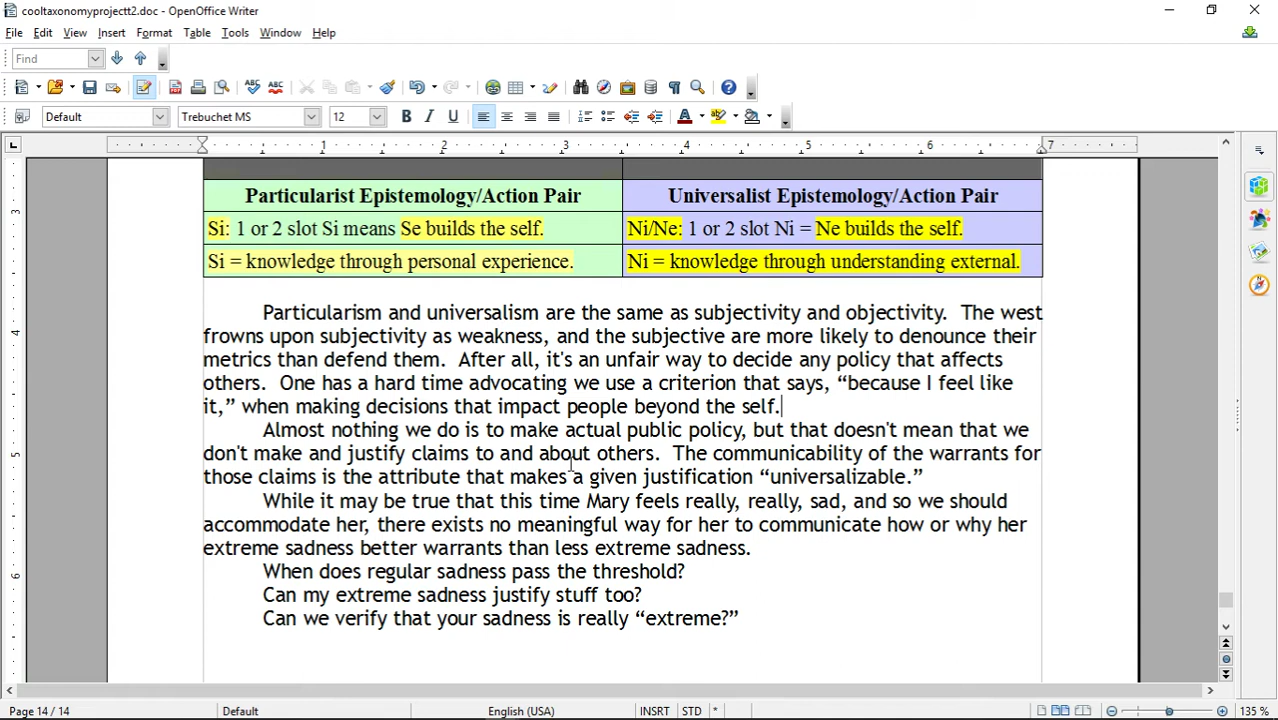 cooltaxonomyprojectt2.doc - OpenOffice Writer
File Edit View Insert Format Table Tools Window Help
Find
Default Trebuchet MS 12 B I U
1 2 3 4 5 6 7
Particularist Epistemology/Action Pair Universalist Epistemology/Action Pair
Si: 1 or 2 slot Si means Se builds the self. Ni/Ne: 1 or 2 slot Ni = Ne builds the self.
Si = knowledge through personal experience. Ni = knowledge through understanding external.
Particularism and universalism are the same as subjectivity and objectivity.  The west
frowns upon subjectivity as weakness, and the subjective are more likely to denounce their
metrics than defend them.  After all, it's an unfair way to decide any policy that affects
others.  One has a hard time advocating we use a criterion that says, “because I feel like
it,” when making decisions that impact people beyond the self.
Almost nothing we do is to make actual public policy, but that doesn't mean that we
don't make and justify claims to and about others.  The communicability of the warrants for
those claims is the attribute that makes a given justification “universalizable.”
While it may be true that this time Mary feels really, really, sad, and so we should
accommodate her, there exists no meaningful way for her to communicate how or why her
extreme sadness better warrants than less extreme sadness.
When does regular sadness pass the threshold?
Can my extreme sadness justify stuff too?
Can we verify that your sadness is really “extreme?”
3
4
5
6
Page 14 / 14 Default English (USA) INSRT STD * 135 %